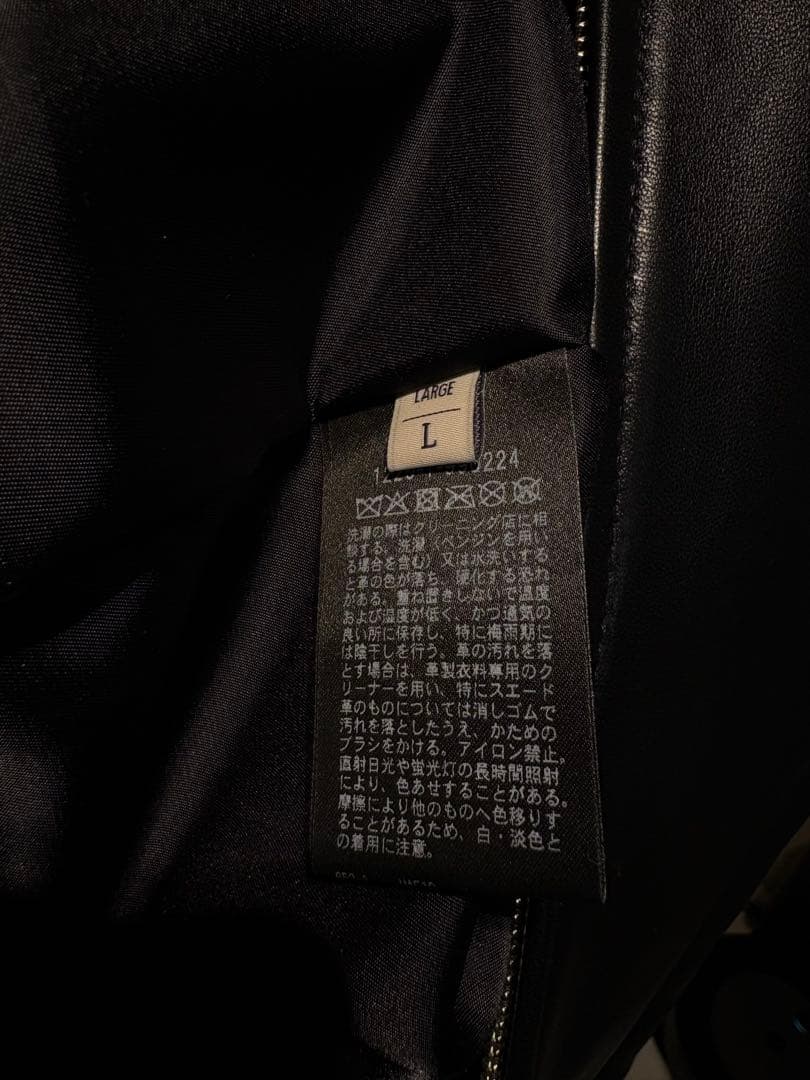 LARGE
L
224
洗濯の際はクリーニング店に相
談する。洗濯（ベンジンを用い
る場合を含む）又は水洗いする
と革の色が落ち、硬化する恐れ
がある。重ね置きしないで温度
および湿度が低く、かつ通気の
良い所に保存し、特に梅雨期に
は陰干しを行う。革の汚れを落
とす場合は、革製衣料専用のク
リーナーを用い、特にスエード
革のものについては消しゴムで
汚れを落としたうえ、かための
ブラシをかける。アイロン禁止。
直射日光や蛍光灯の長時間照射
により、色あせすることがある。
摩擦により他のものへ色移りす
ることがあるため、白・淡色と
の着用に注意。